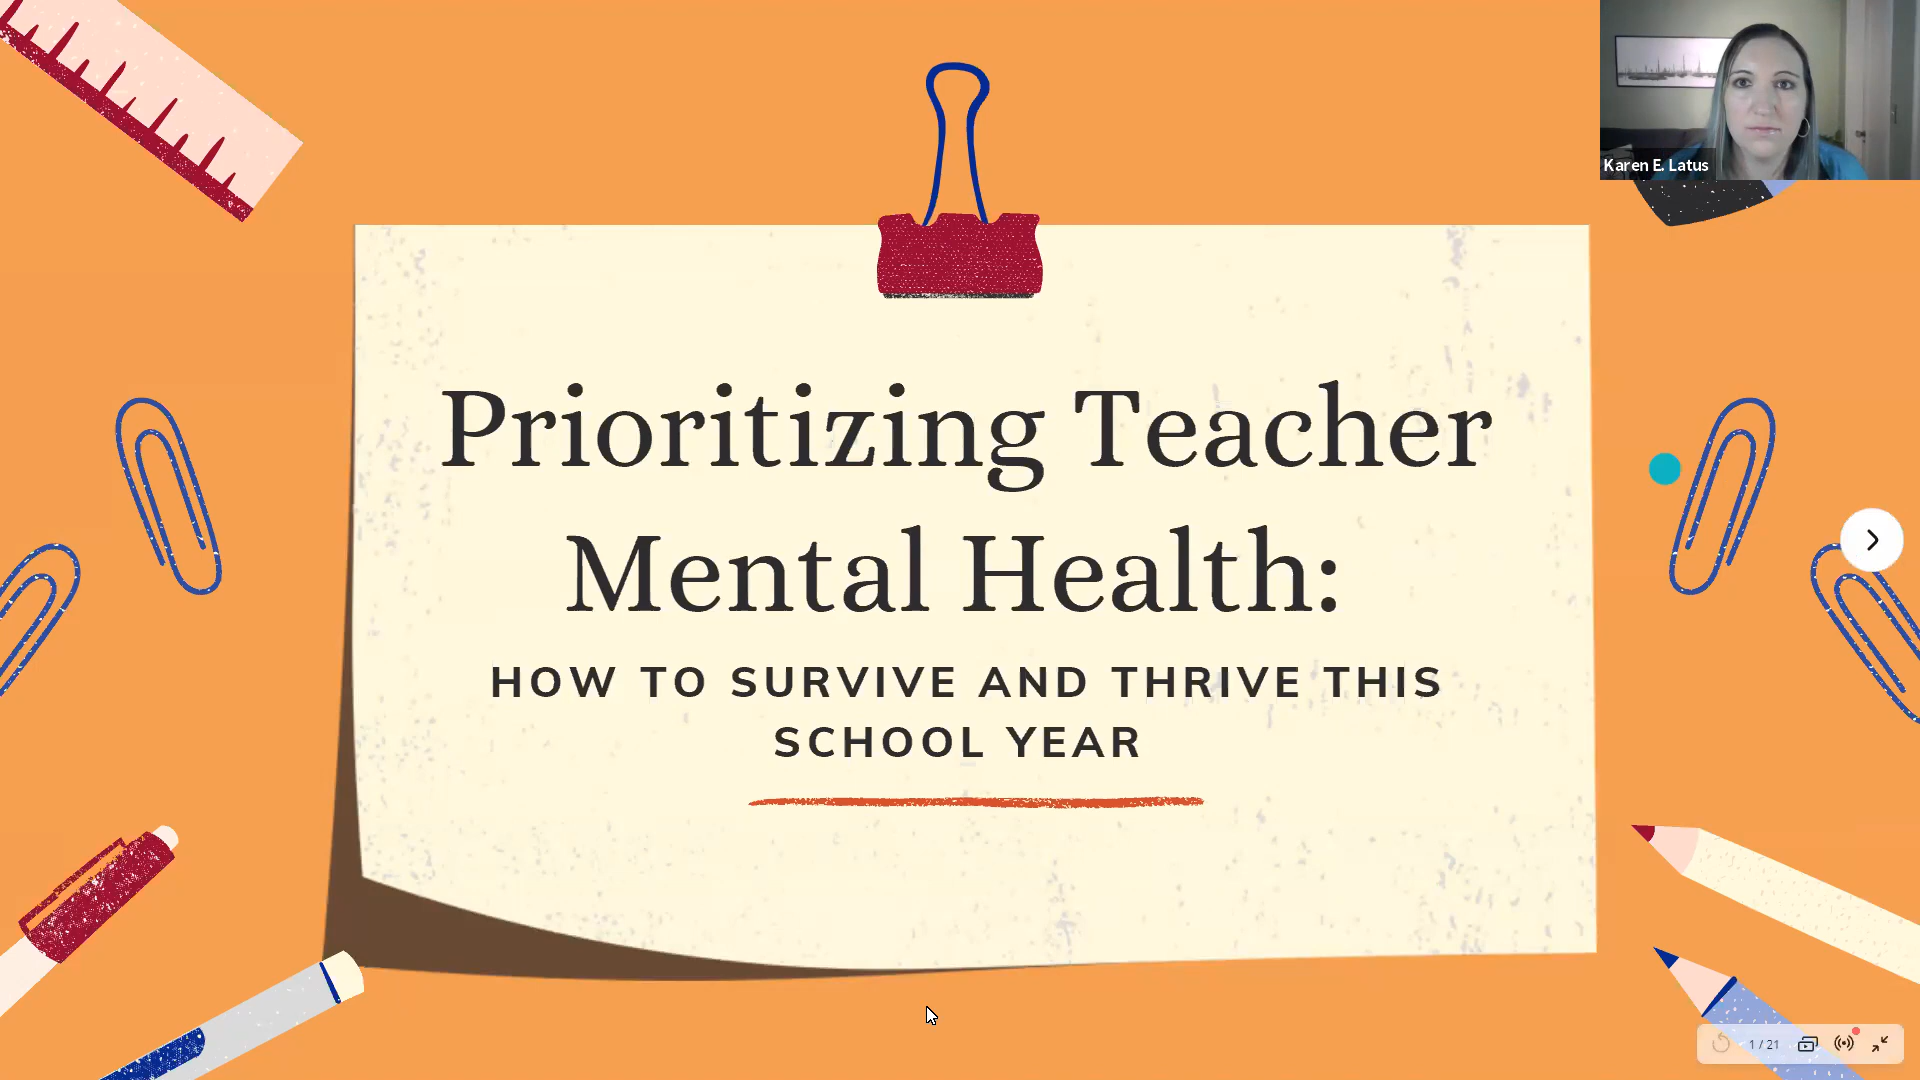 Karen E. Latus
Prioritizing Teacher
Mental Health:
HOW TO SURVIVE AND THRIVE THIS
SCHOOL YEAR
1 / 21